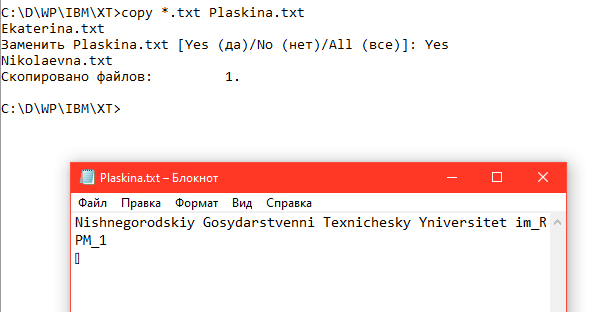 C:\D\WP\IBM\XT>copy *.txt Plaskina.txt
Ekaterina.txt
Заменить Plaskina.txt [Yes (да)/No (нет)/All (все)]: Yes
Nikolaevna.txt
Скопировано файлов:         1.
C:\D\WP\IBM\XT>
Plaskina.txt – Блокнот
Файл Правка Формат Вид Справка
Nishnegorodskiy Gosydarstvenni Texnichesky Yniversitet im_R
PM_1